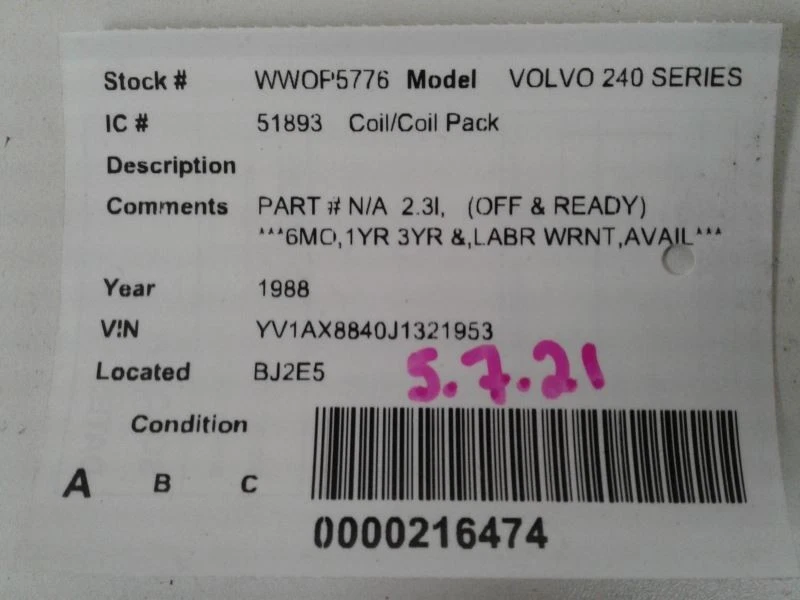 Stock # WWOP5776 Model VOLVO 240 SERIES
IC # 51893 Coil/Coil Pack
Description
Comments PART # N/A 2.3l, (OFF & READY)
***6MO,1YR 3YR &,LABR WRNT,AVAIL***
Year 1988
VIN YV1AX8840J1321953
Located BJ2E5
5.7.21
Condition
A B C
0000216474